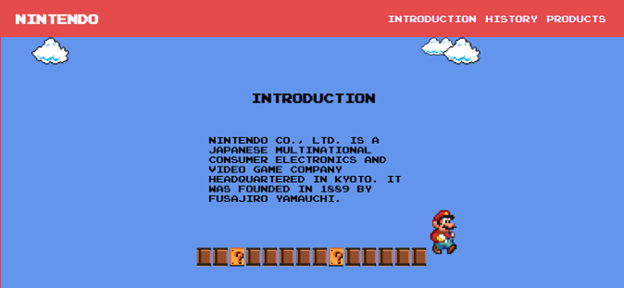 NINTENDO
INTRODUCTION HISTORY PRODUCTS
INTRODUCTION
NINTENDO CO., LTD. IS A
JAPANESE MULTINATIONAL
CONSUMER ELECTRONICS AND
VIDEO GAME COMPANY
HEADQUARTERED IN KYOTO. IT
WAS FOUNDED IN 1889 BY
FUSAJIRO YAMAUCHI.
? ?